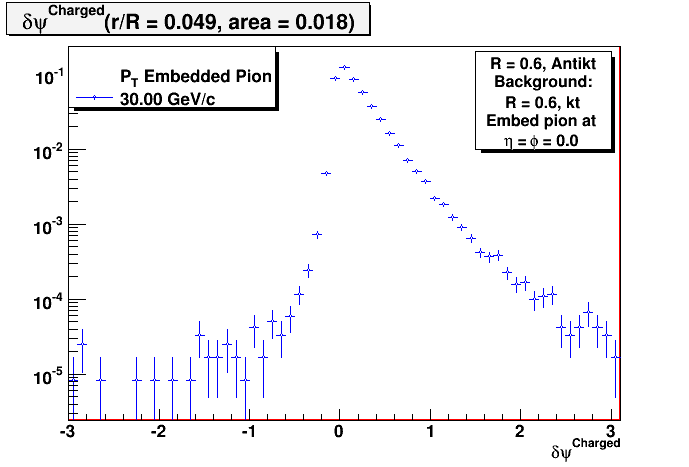 δψ^Charged(r/R = 0.049, area = 0.018)
P_T Embedded Pion
30.00 GeV/c
R = 0.6, Antikt
Background:
R = 0.6, kt
Embed pion at
η = φ = 0.0
10^-1
10^-2
10^-3
10^-4
10^-5
-3 -2 -1 0 1 2 3
δψ^Charged